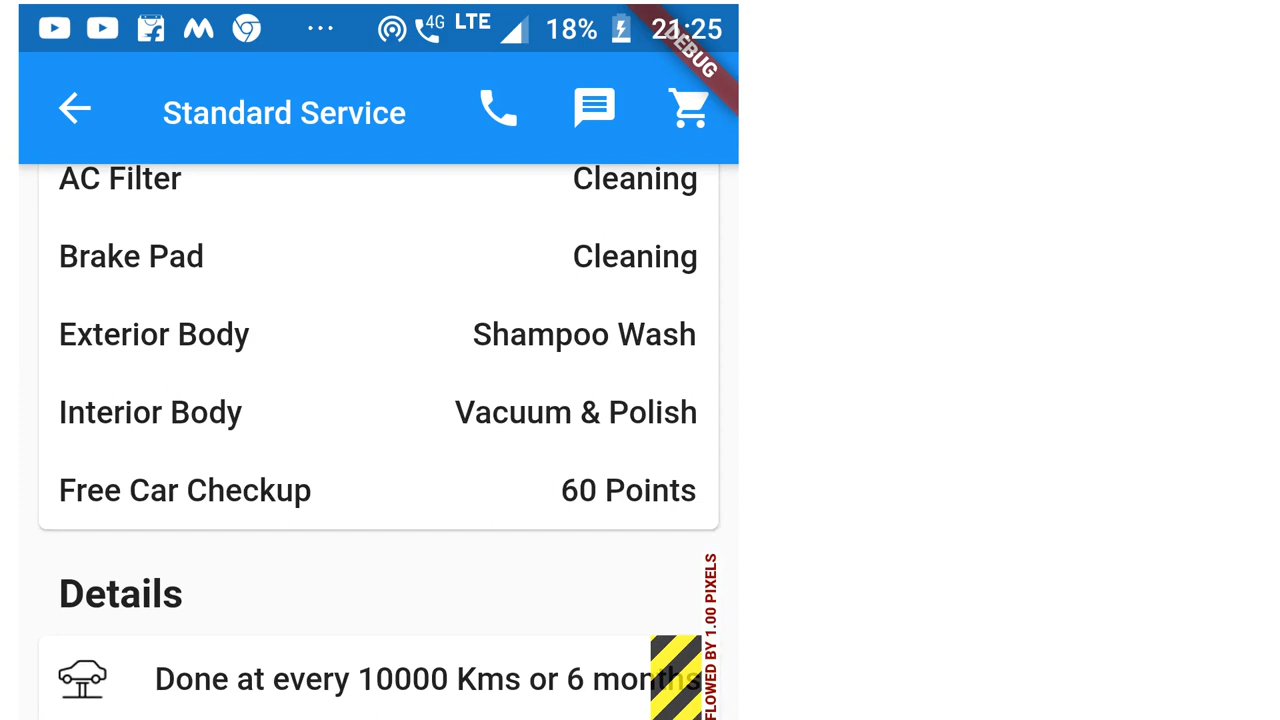 4G LTE 18% 21:25
DEBUG
Standard Service
AC Filter Cleaning
Brake Pad Cleaning
Exterior Body Shampoo Wash
Interior Body Vacuum & Polish
Free Car Checkup 60 Points
Details
Done at every 10000 Kms or 6 months
FLOWED BY 1.00 PIXELS